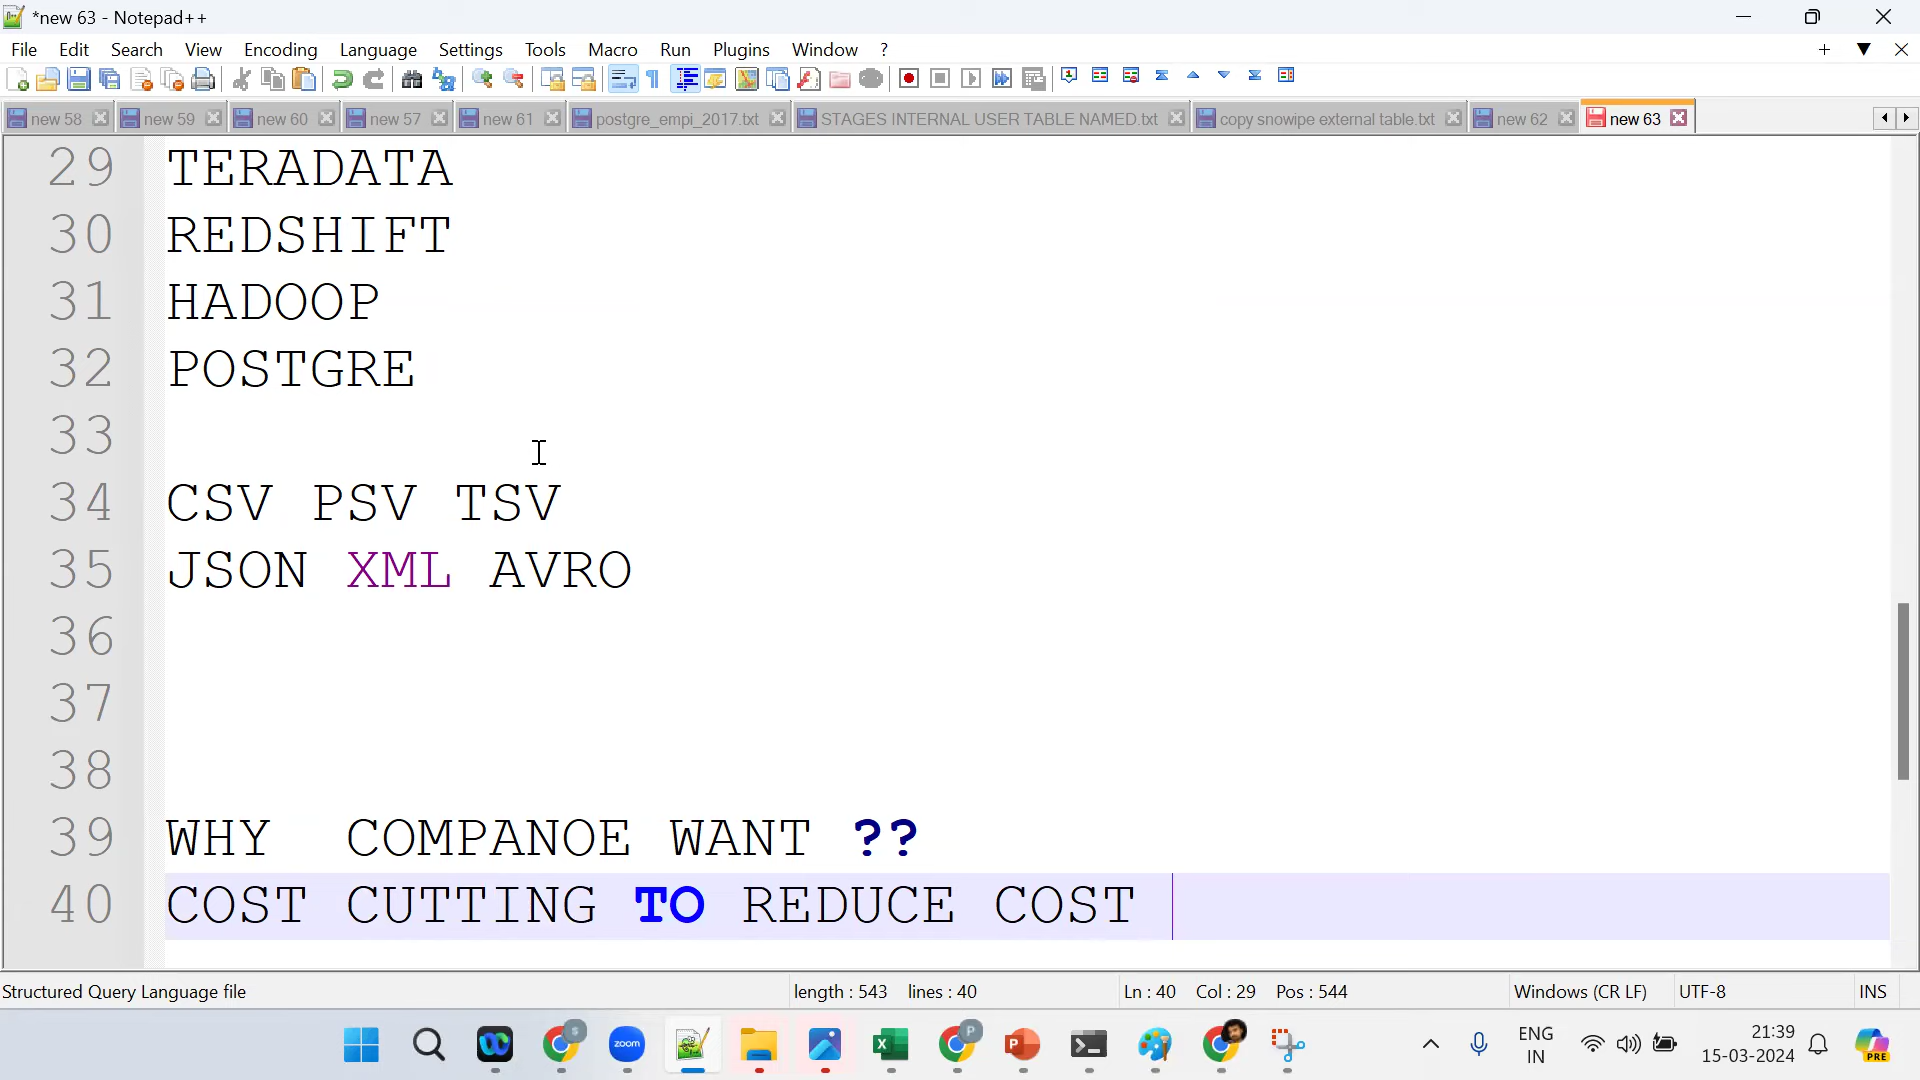 *new 63 - Notepad++
File Edit Search View Encoding Language Settings Tools Macro Run Plugins Window ?
new 58 new 59 new 60 new 57 new 61 postgre_empi_2017.txt STAGES INTERNAL USER TABLE NAMED.txt copy snowipe external table.txt new 62 new 63
29 TERADATA
30 REDSHIFT
31 HADOOP
32 POSTGRE
33
34 CSV PSV TSV
35 JSON XML AVRO
36
37
38
39 WHY  COMPANOE WANT ??
40 COST CUTTING TO REDUCE COST
Structured Query Language file length : 543 lines : 40 Ln : 40 Col : 29 Pos : 544 Windows (CR LF) UTF-8 INS
zoom
S
P
X
P
ENG
IN
21:39
15-03-2024
PRE